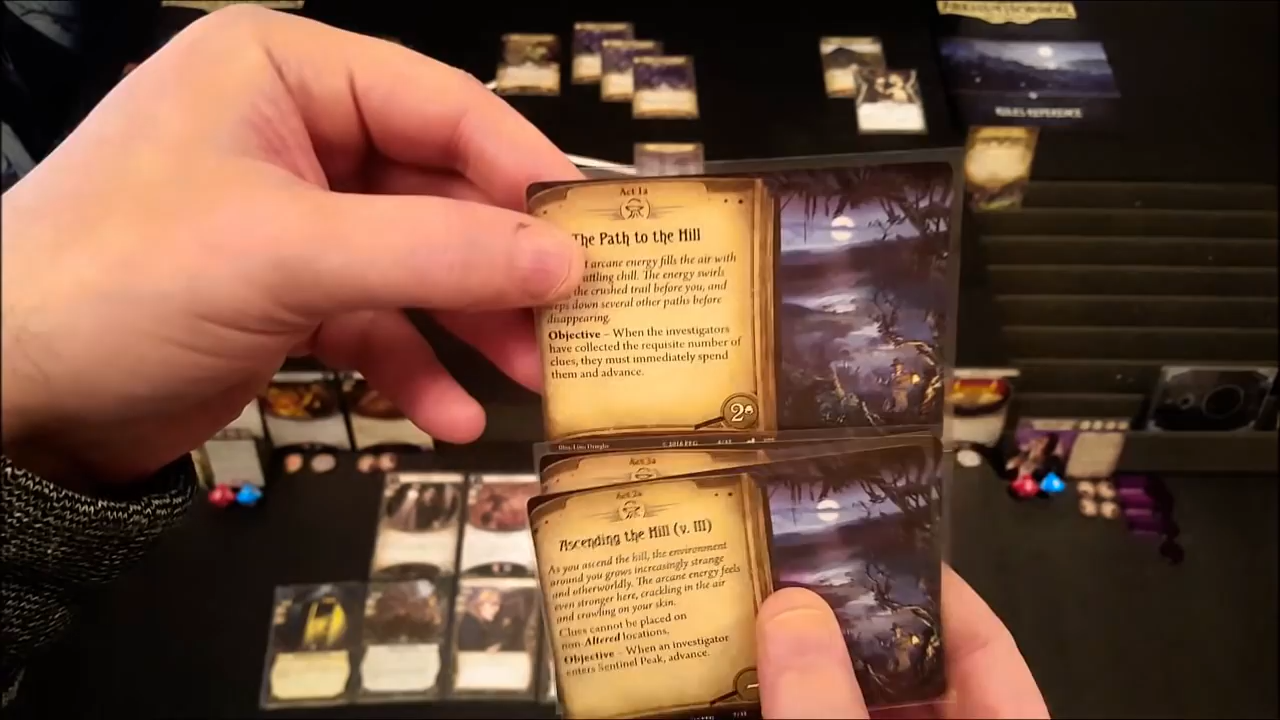 RULES REFERENCE
Act 1a
The Path to the Hill
t arcane energy fills the air with
attling chill. The energy swirls
the crushed trail before you, and
eps down several other paths before
disappearing.
Objective – When the investigators
have collected the requisite number of
clues, they must immediately spend
them and advance.
2
Act 3a
Act 2a
Ascending the Hill (v. III)
As you ascend the hill, the environment
around you grows increasingly strange
and otherworldly. The arcane energy feels
even stronger here, crackling in the air
and crawling on your skin.
Clues cannot be placed on
non-Altered locations.
Objective – When an investigator
enters Sentinel Peak, advance.